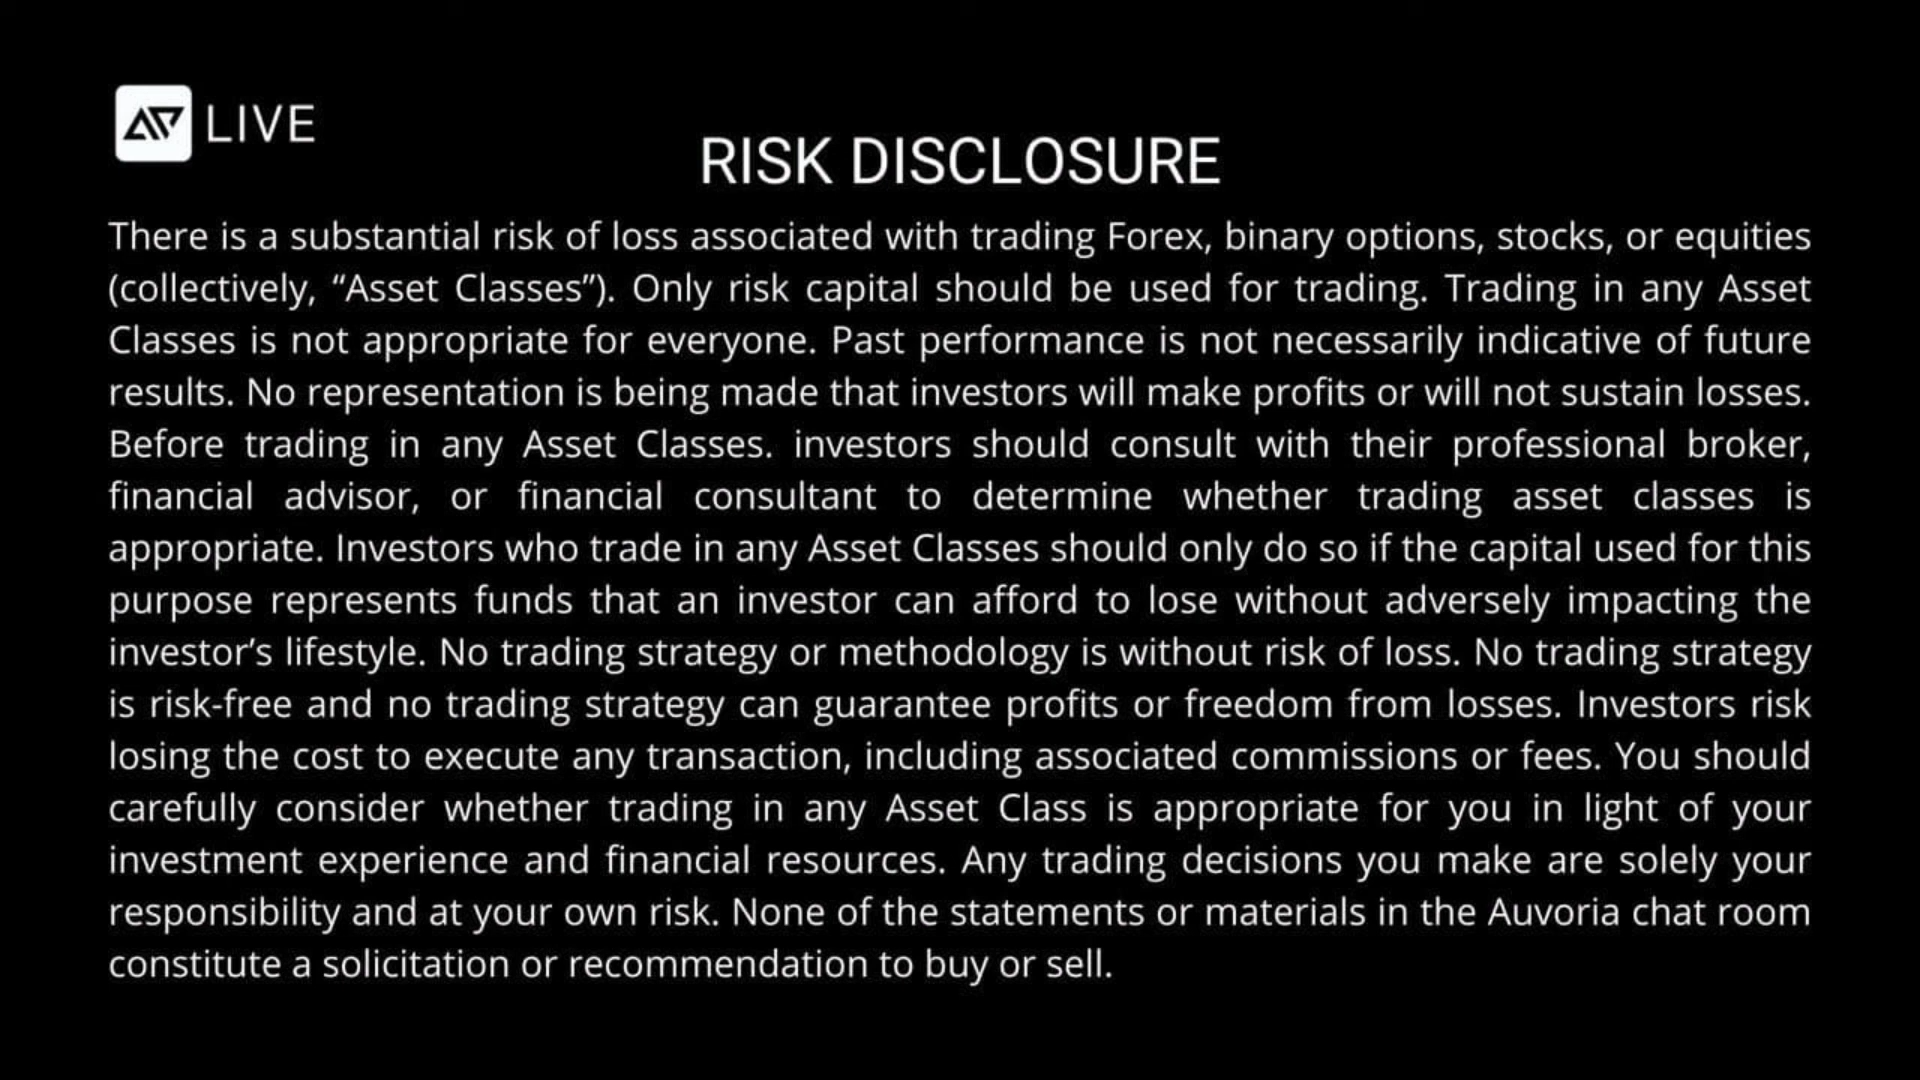 LIVE
RISK DISCLOSURE
There is a substantial risk of loss associated with trading Forex, binary options, stocks, or equities
(collectively, “Asset Classes”). Only risk capital should be used for trading. Trading in any Asset
Classes is not appropriate for everyone. Past performance is not necessarily indicative of future
results. No representation is being made that investors will make profits or will not sustain losses.
Before trading in any Asset Classes. investors should consult with their professional broker,
financial advisor, or financial consultant to determine whether trading asset classes is
appropriate. Investors who trade in any Asset Classes should only do so if the capital used for this
purpose represents funds that an investor can afford to lose without adversely impacting the
investor’s lifestyle. No trading strategy or methodology is without risk of loss. No trading strategy
is risk-free and no trading strategy can guarantee profits or freedom from losses. Investors risk
losing the cost to execute any transaction, including associated commissions or fees. You should
carefully consider whether trading in any Asset Class is appropriate for you in light of your
investment experience and financial resources. Any trading decisions you make are solely your
responsibility and at your own risk. None of the statements or materials in the Auvoria chat room
constitute a solicitation or recommendation to buy or sell.